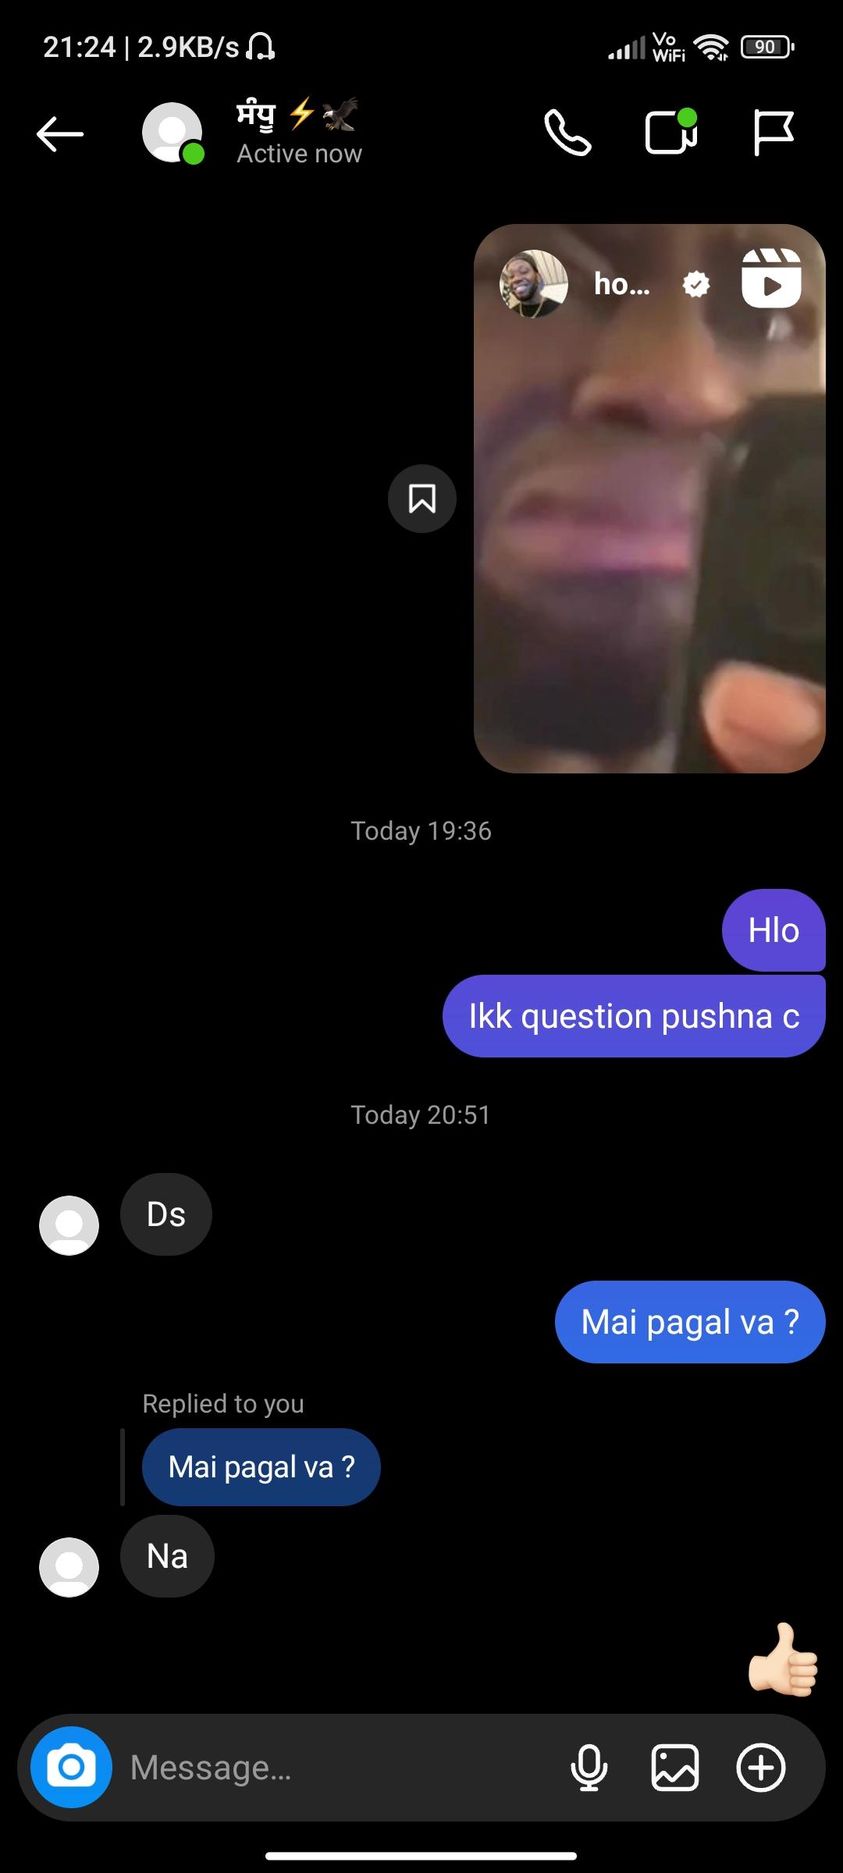 21:24 | 2.9KB/s
Vo
WiFi
90
ਸੰਧੂ ⚡🦅
Active now
ho...
Today 19:36
Hlo
Ikk question pushna c
Today 20:51
Ds
Mai pagal va ?
Replied to you
Mai pagal va ?
Na
👍🏻
Message...